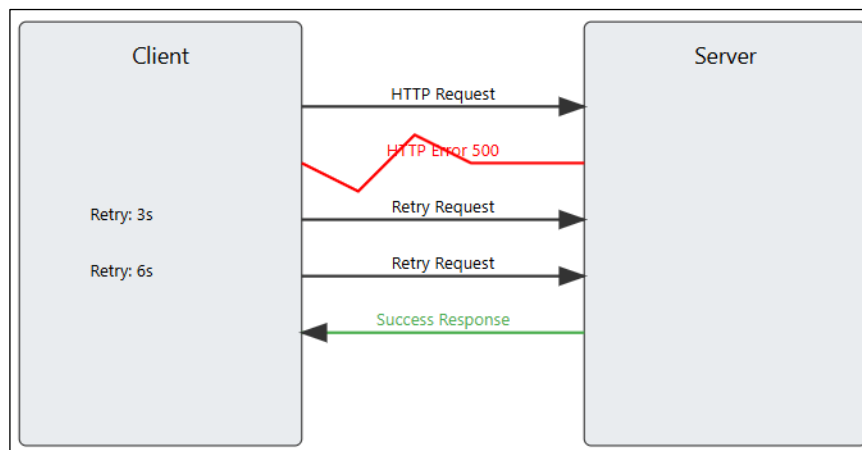 Client
Server
HTTP Request
HTTP Error 500
Retry: 3s
Retry Request
Retry: 6s
Retry Request
Success Response